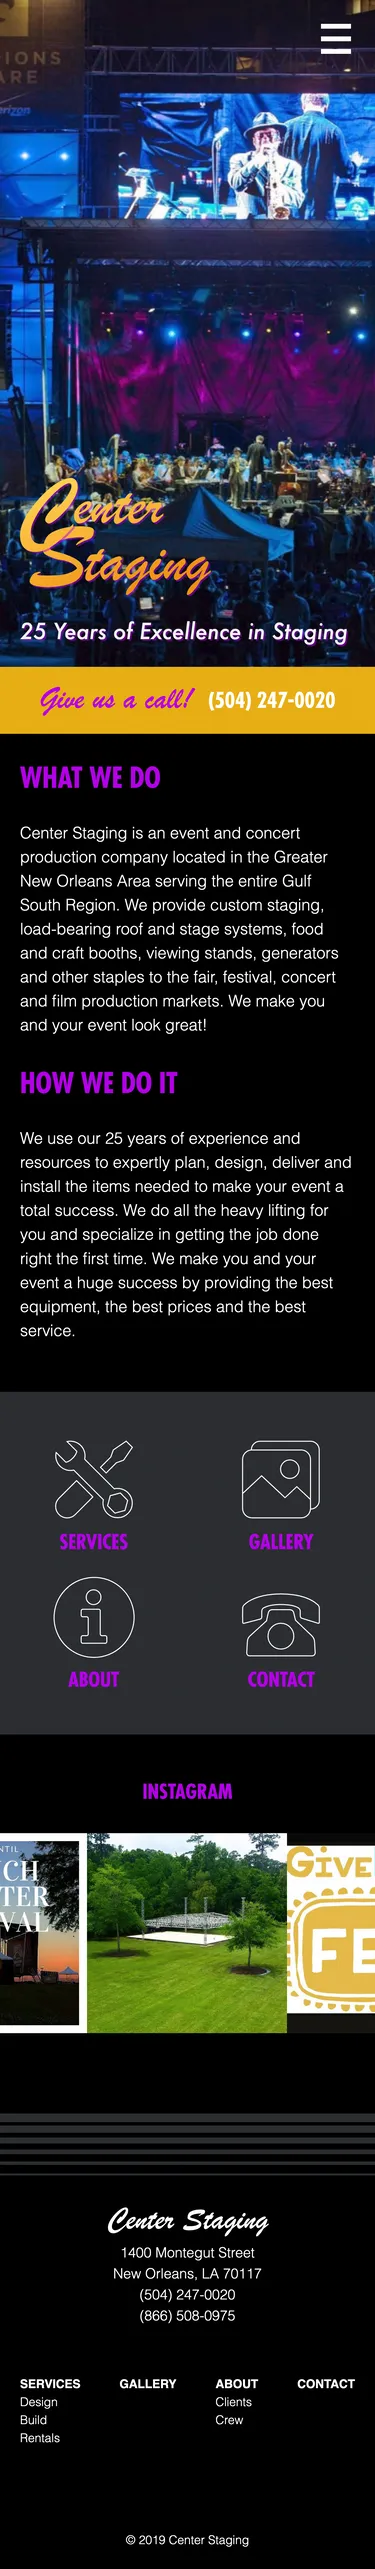 IONS
ARE
verizon
Center
Staging
25 Years of Excellence in Staging
Give us a call! (504) 247-0020
WHAT WE DO
Center Staging is an event and concert
production company located in the Greater
New Orleans Area serving the entire Gulf
South Region. We provide custom staging,
load-bearing roof and stage systems, food
and craft booths, viewing stands, generators
and other staples to the fair, festival, concert
and film production markets. We make you
and your event look great!
HOW WE DO IT
We use our 25 years of experience and
resources to expertly plan, design, deliver and
install the items needed to make your event a
total success. We do all the heavy lifting for
you and specialize in getting the job done
right the first time. We make you and your
event a huge success by providing the best
equipment, the best prices and the best
service.
SERVICES GALLERY
ABOUT CONTACT
INSTAGRAM
NTIL
CH
TER
VAL
GIVE
FE
Center Staging
1400 Montegut Street
New Orleans, LA 70117
(504) 247-0020
(866) 508-0975
SERVICES GALLERY ABOUT CONTACT
Design Clients
Build Crew
Rentals
© 2019 Center Staging